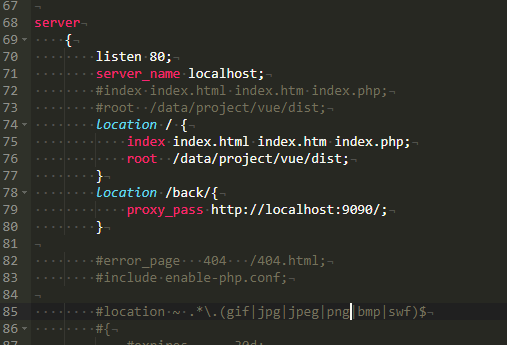 67
68 server
69 {
70 listen 80;
71 server_name localhost;
72 #index index.html index.htm index.php;
73 #root /data/project/vue/dist;
74 location / {
75 index index.html index.htm index.php;
76 root /data/project/vue/dist;
77 }
78 location /back/{
79 proxy_pass http://localhost:9090/;
80 }
81
82 #error_page 404 /404.html;
83 #include enable-php.conf;
84
85 #location ~ .*\.(gif|jpg|jpeg|png|bmp|swf)$
86 #{
#expires 30d;